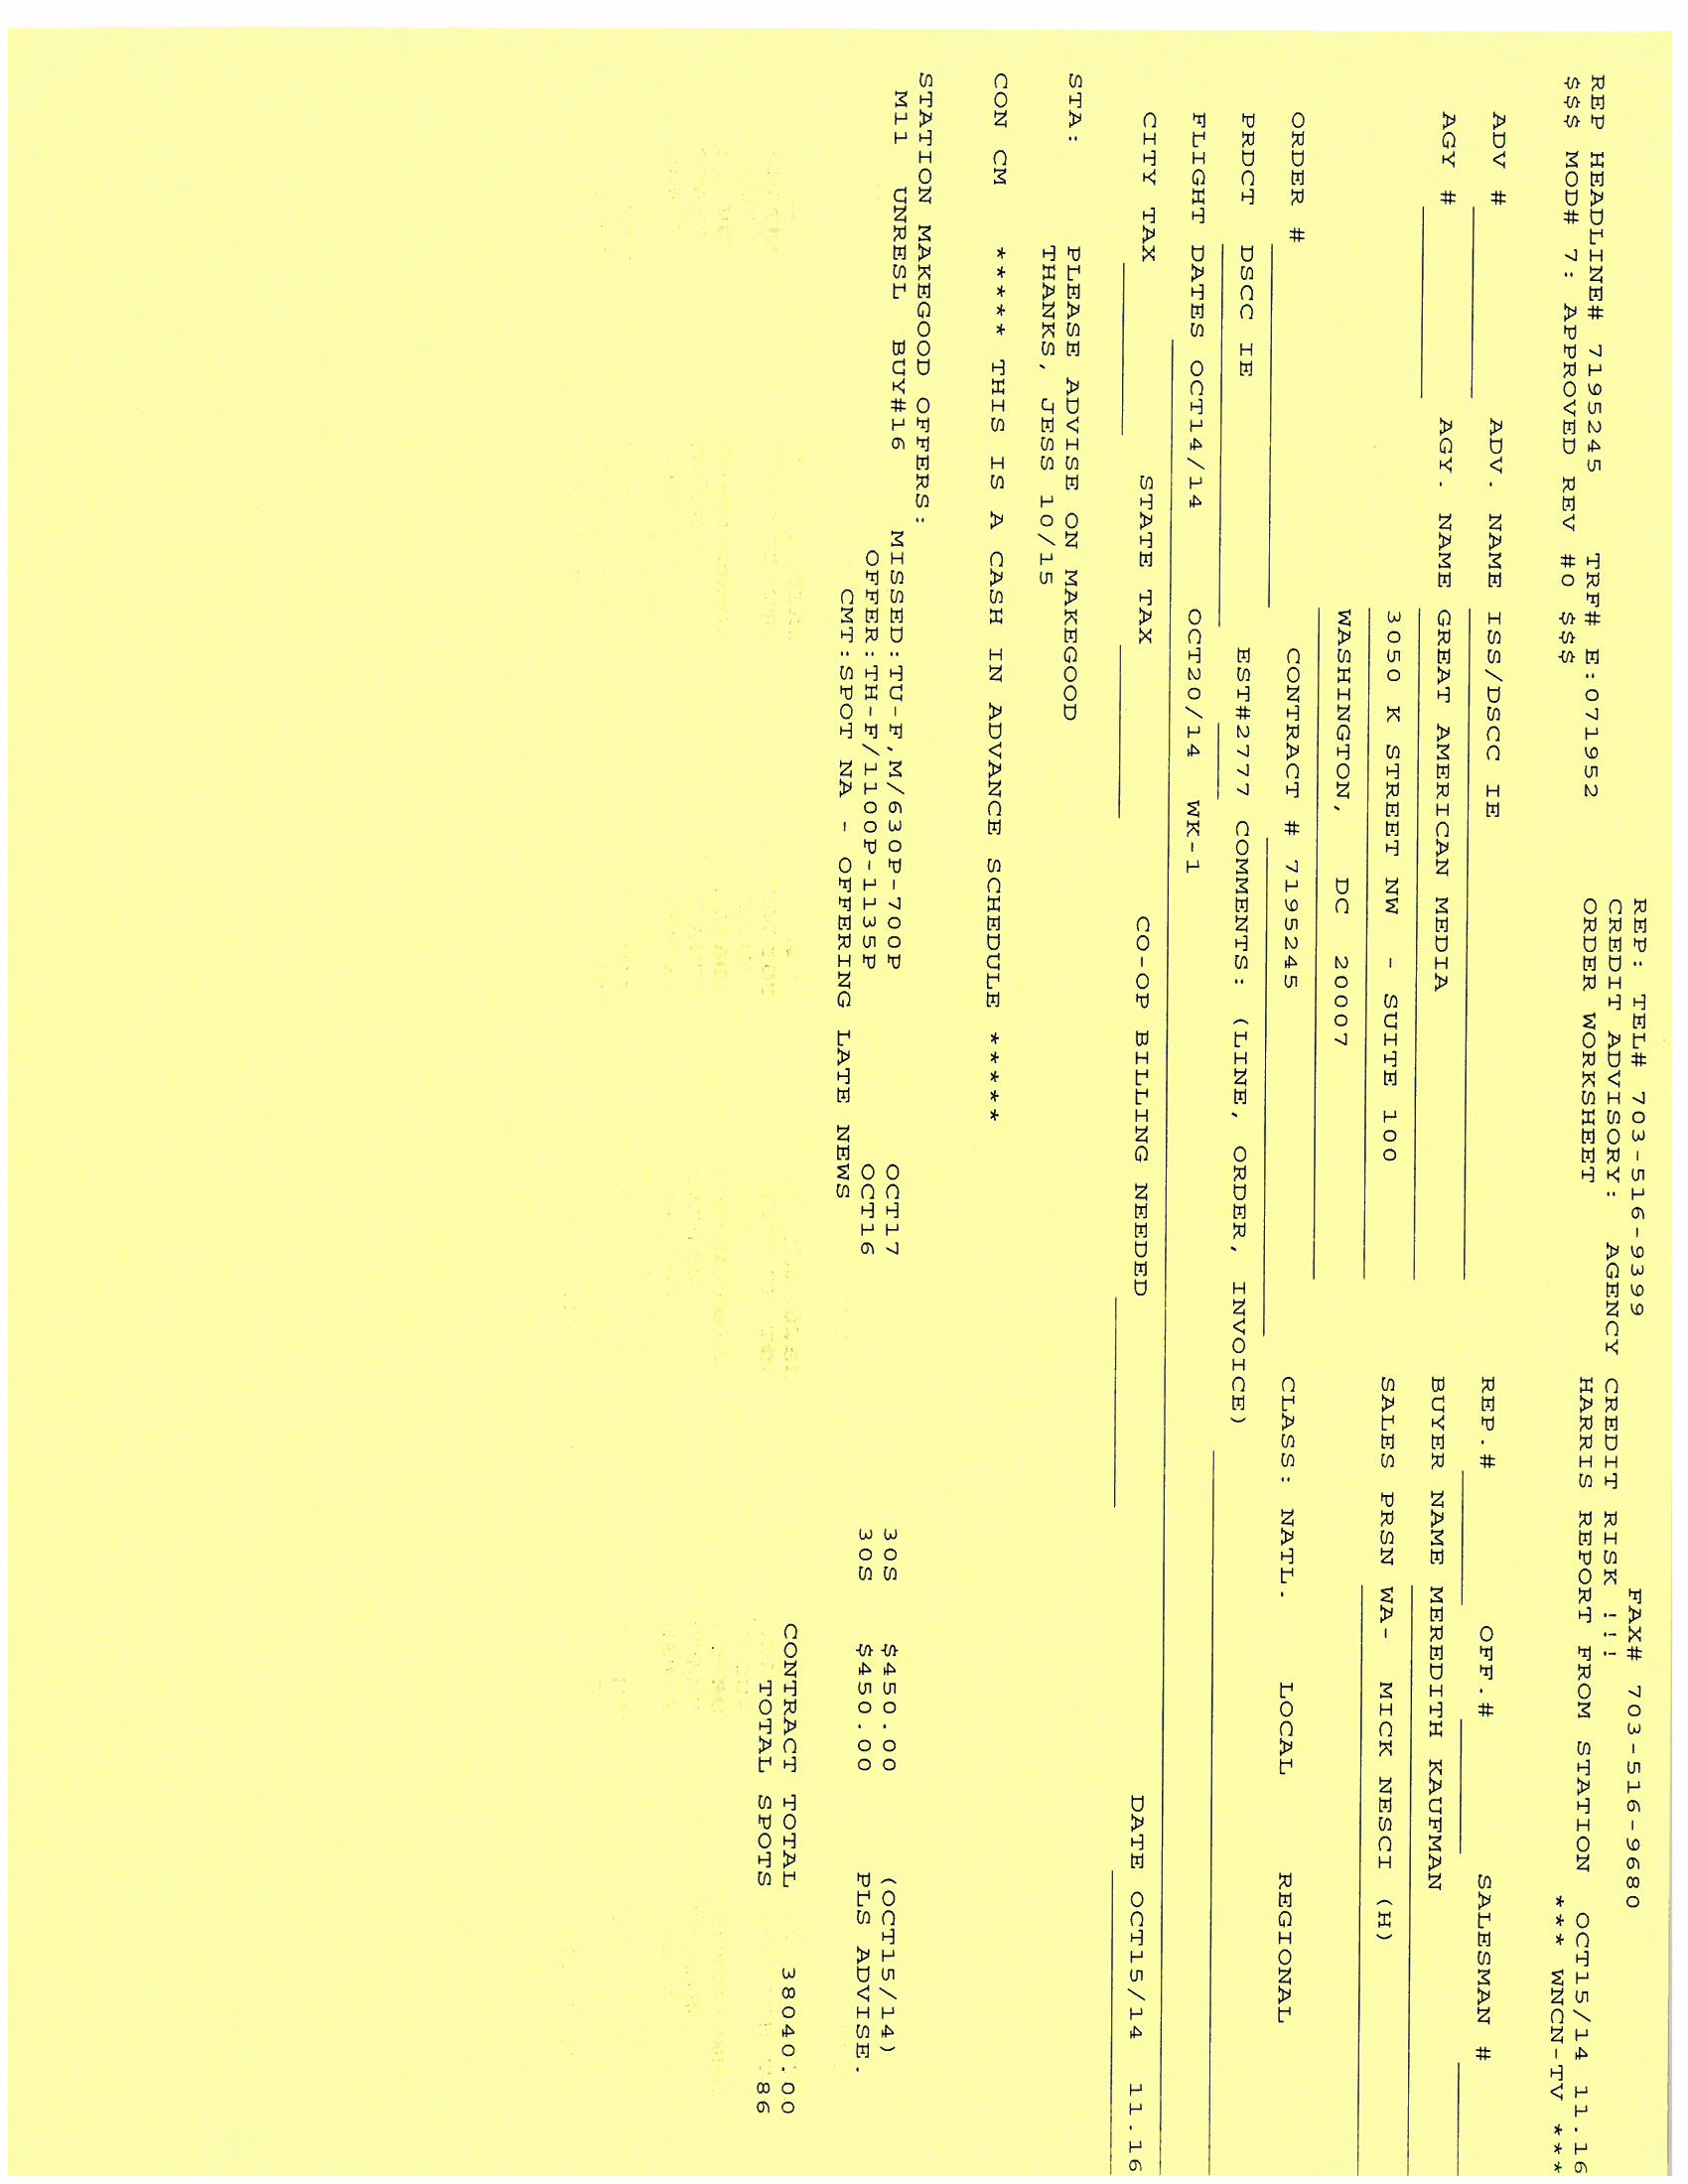 REP: TEL# 703-516-9399 FAX# 703-516-9680
CREDIT ADVISORY: AGENCY CREDIT RISK !!!
REP HEADLINE# 7195245 TRF# E:071952 ORDER WORKSHEET HARRIS REPORT FROM STATION OCT15/14 11.16
$$$ MOD# 7: APPROVED REV #0 $$$ *** WNCN-TV ***
ADV # ADV. NAME ISS/DSCC IE REP.# OFF.# SALESMAN #
AGY # AGY. NAME GREAT AMERICAN MEDIA BUYER NAME MEREDITH KAUFMAN
3050 K STREET NW - SUITE 100 SALES PRSN WA- MICK NESCI (H)
WASHINGTON, DC 20007
ORDER # CONTRACT # 7195245 CLASS: NATL. LOCAL REGIONAL
PRDCT DSCC IE EST#2777 COMMENTS: (LINE, ORDER, INVOICE)
FLIGHT DATES OCT14/14 OCT20/14 WK-1
CITY TAX STATE TAX CO-OP BILLING NEEDED DATE OCT15/14 11.16
STA: PLEASE ADVISE ON MAKEGOOD
THANKS, JESS 10/15
CON CM ***** THIS IS A CASH IN ADVANCE SCHEDULE *****
STATION MAKEGOOD OFFERS:
M11 UNRESL BUY#16 MISSED:TU-F,M/630P-700P OCT17 30S $450.00 (OCT15/14)
OFFER:TH-F/1100P-1135P OCT16 30S $450.00 PLS ADVISE.
CMT:SPOT NA - OFFERING LATE NEWS
CONTRACT TOTAL 38040.00
TOTAL SPOTS 86